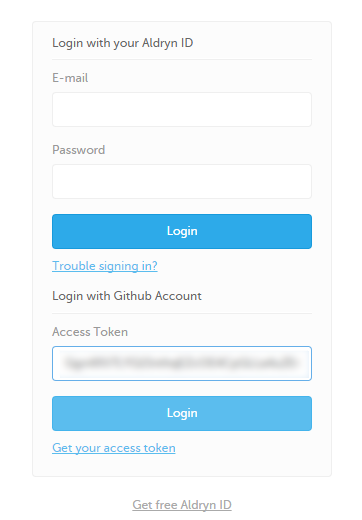 Login with your Aldryn ID
E-mail
Password
Login
Trouble signing in?
Login with Github Account
Access Token
Login
Get your access token
Get free Aldryn ID